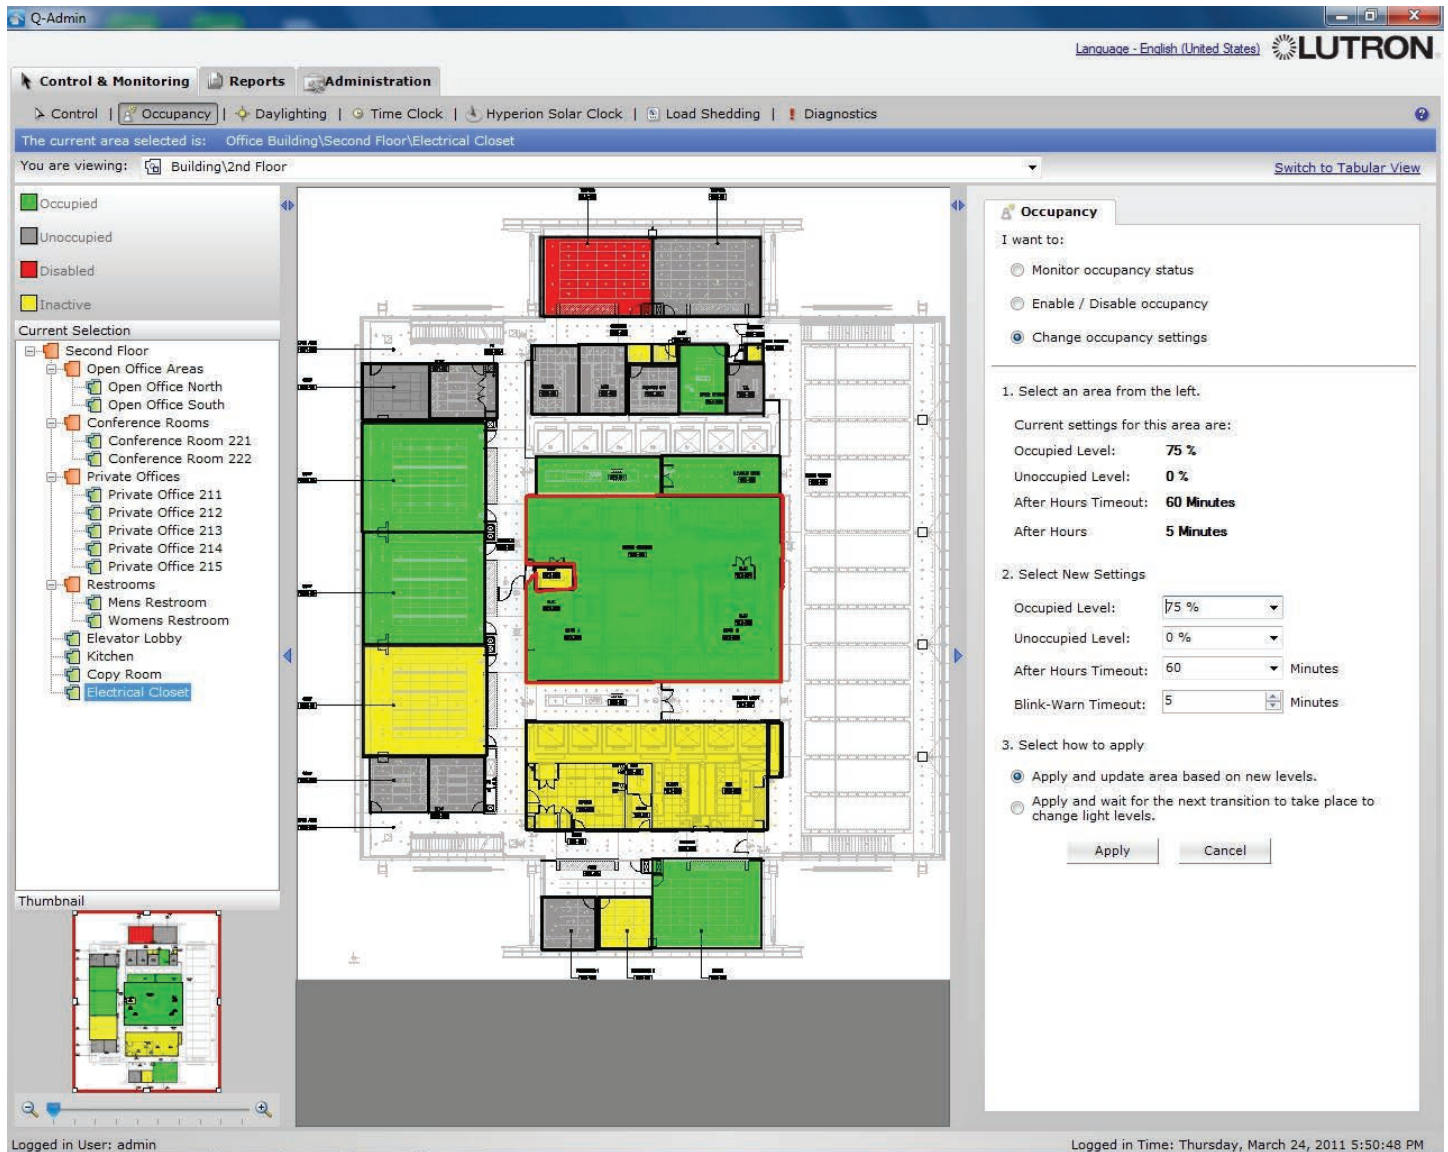 Q-Admin
Language - English (United States)
LUTRON
Control & Monitoring
Reports
Administration
Control | Occupancy | Daylighting | Time Clock | Hyperion Solar Clock | Load Shedding | Diagnostics
The current area selected is: Office Building\Second Floor\Electrical Closet
You are viewing: Building\2nd Floor
Switch to Tabular View
Occupied
Unoccupied
Disabled
Inactive
Current Selection
Second Floor
Open Office Areas
Open Office North
Open Office South
Conference Rooms
Conference Room 221
Conference Room 222
Private Offices
Private Office 211
Private Office 212
Private Office 213
Private Office 214
Private Office 215
Restrooms
Mens Restroom
Womens Restroom
Elevator Lobby
Kitchen
Copy Room
Electrical Closet
Thumbnail
Occupancy
I want to:
Monitor occupancy status
Enable / Disable occupancy
Change occupancy settings
1. Select an area from the left.
Current settings for this area are:
Occupied Level: 75 %
Unoccupied Level: 0 %
After Hours Timeout: 60 Minutes
After Hours 5 Minutes
2. Select New Settings
Occupied Level: 75 %
Unoccupied Level: 0 %
After Hours Timeout: 60 Minutes
Blink-Warn Timeout: 5 Minutes
3. Select how to apply
Apply and update area based on new levels.
Apply and wait for the next transition to take place to
change light levels.
Apply
Cancel
Logged in User: admin
Logged in Time: Thursday, March 24, 2011 5:50:48 PM